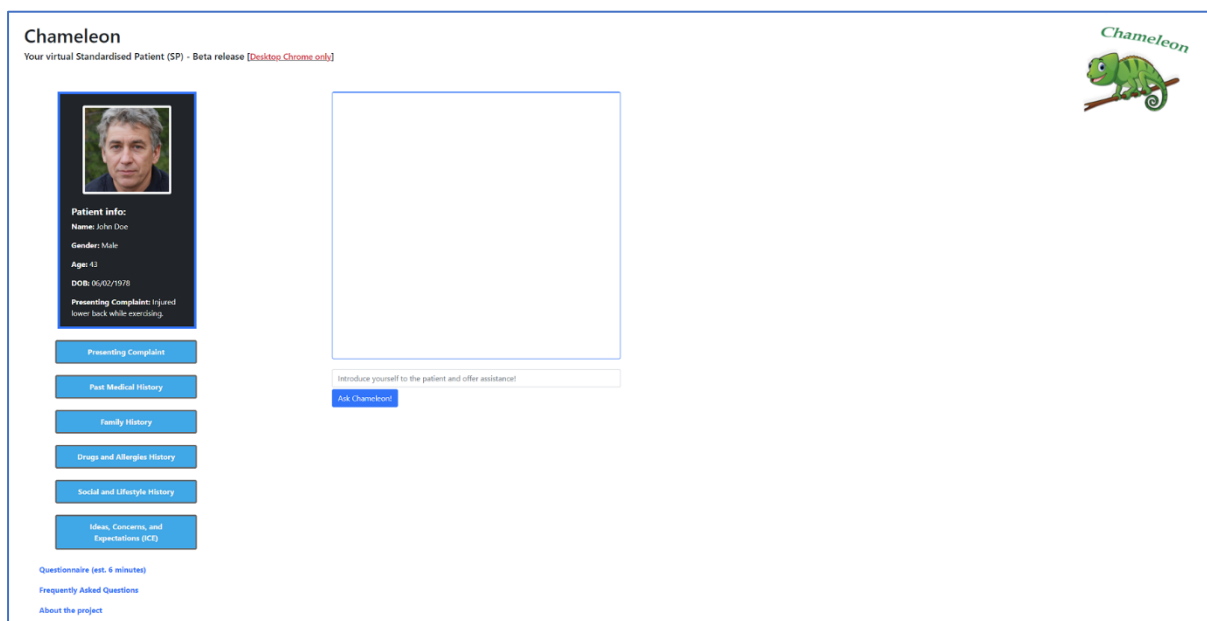 Chameleon
Your virtual Standardised Patient (SP) - Beta release [Desktop Chrome only]
Chameleon
Patient info:
Name: John Doe
Gender: Male
Age: 43
DOB: 06/02/1978
Presenting Complaint: Injured
lower back while exercising.
Presenting Complaint
Past Medical History
Family History
Drugs and Allergies History
Social and Lifestyle History
Ideas, Concerns, and
Expectations (ICE)
Questionnaire (est. 6 minutes)
Frequently Asked Questions
About the project
Introduce yourself to the patient and offer assistance!
Ask Chameleon!